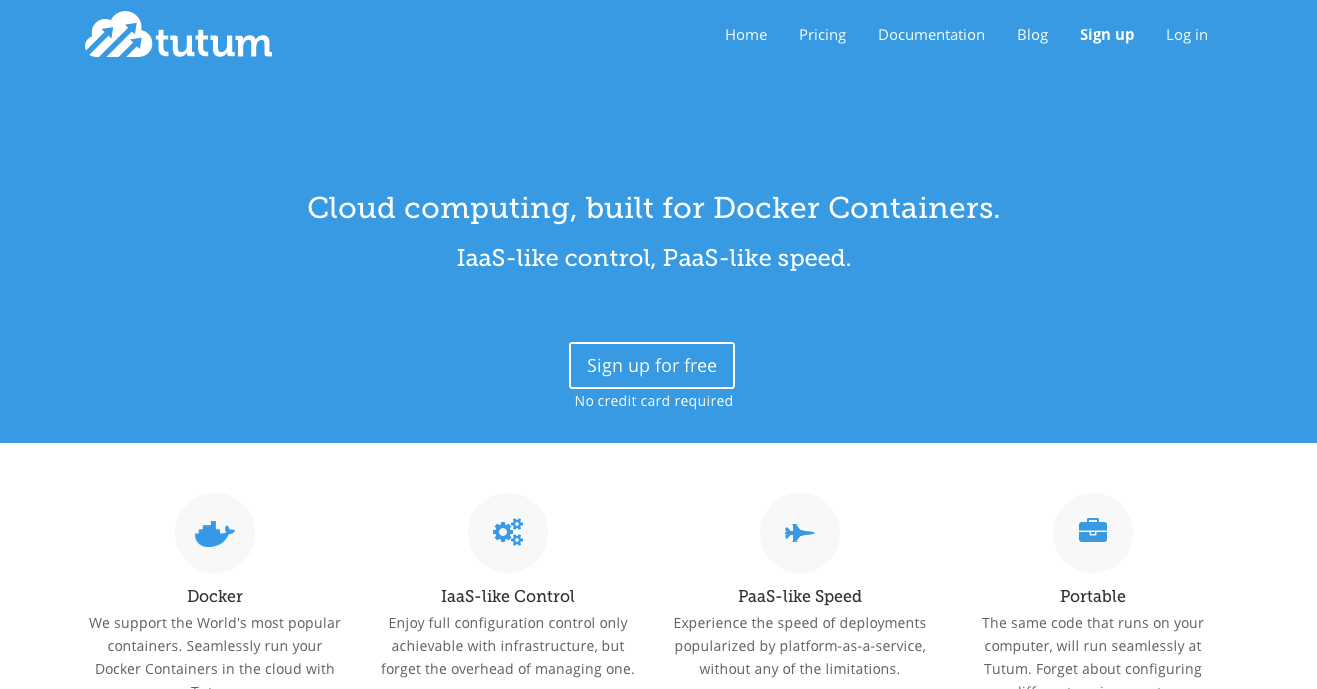 tutum
Home Pricing Documentation Blog Sign up Log in
Cloud computing, built for Docker Containers.
IaaS-like control, PaaS-like speed.
Sign up for free
No credit card required
Docker
We support the World's most popular
containers. Seamlessly run your
Docker Containers in the cloud with
IaaS-like Control
Enjoy full configuration control only
achievable with infrastructure, but
forget the overhead of managing one.
PaaS-like Speed
Experience the speed of deployments
popularized by platform-as-a-service,
without any of the limitations.
Portable
The same code that runs on your
computer, will run seamlessly at
Tutum. Forget about configuring